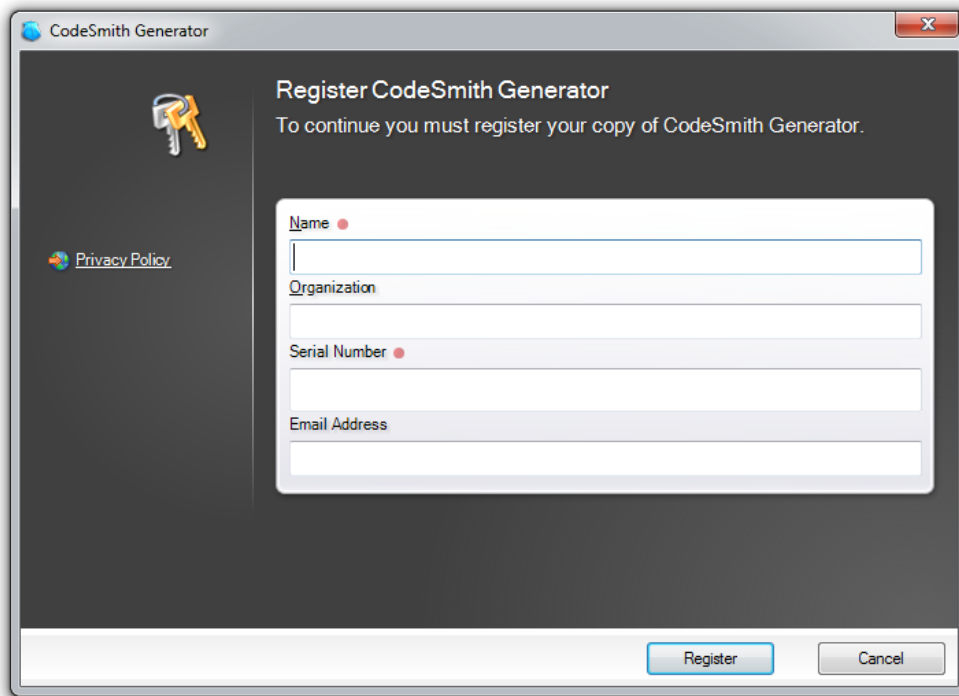 CodeSmith Generator
Register CodeSmith Generator
To continue you must register your copy of CodeSmith Generator.
Privacy Policy
Name
Organization
Serial Number
Email Address
Register
Cancel